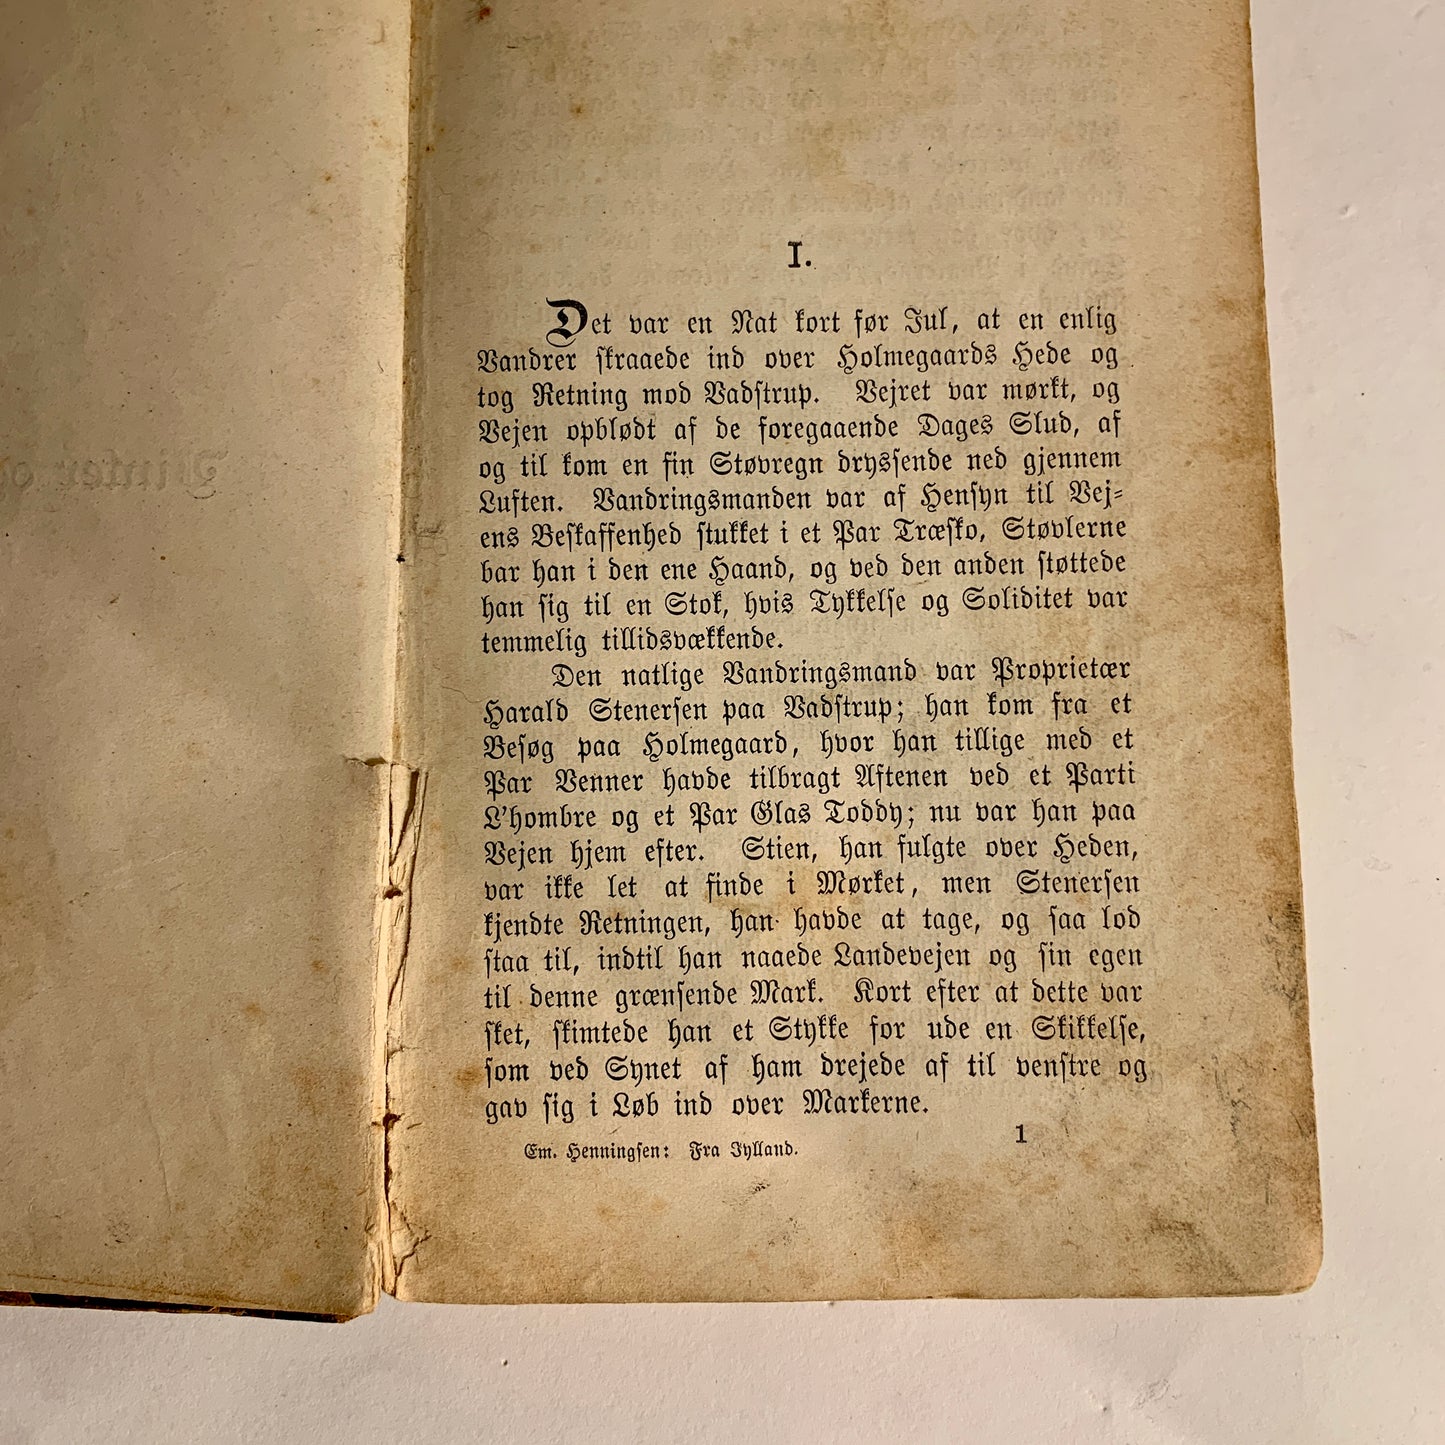 I.
Det var en Nat kort før Jul, at en enlig
Vandrer skraaede ind over Holmegaards Hede og
tog Retning mod Vadstrup. Vejret var mørkt, og
Vejen opblødt af de foregaaende Dages Slud, af
og til kom en fin Støvregn dryssende ned gjennem
Luften. Vandringsmanden var af Hensyn til Vej-
ens Beskaffenhed stukket i et Par Træsko, Støvlerne
bar han i den ene Haand, og ved den anden støttede
han sig til en Stok, hvis Tykkelse og Soliditet var
temmelig tillidsvækkende.
Den natlige Vandringsmand var Proprietær
Harald Stenersen paa Vadstrup; han kom fra et
Besøg paa Holmegaard, hvor han tillige med et
Par Venner havde tilbragt Aftenen ved et Parti
L'hombre og et Par Glas Toddy; nu var han paa
Vejen hjem efter. Stien, han fulgte over Heden,
var ikke let at finde i Mørket, men Stenersen
kjendte Retningen, han havde at tage, og saa lod
staa til, indtil han naaede Landevejen og sin egen
til denne grænsende Mark. Kort efter at dette var
sket, skimtede han et Stykke for ude en Skikkelse,
som ved Synet af ham drejede af til venstre og
gav sig i Løb ind over Markerne.
Em. Henningsen: Fra Jylland.
1